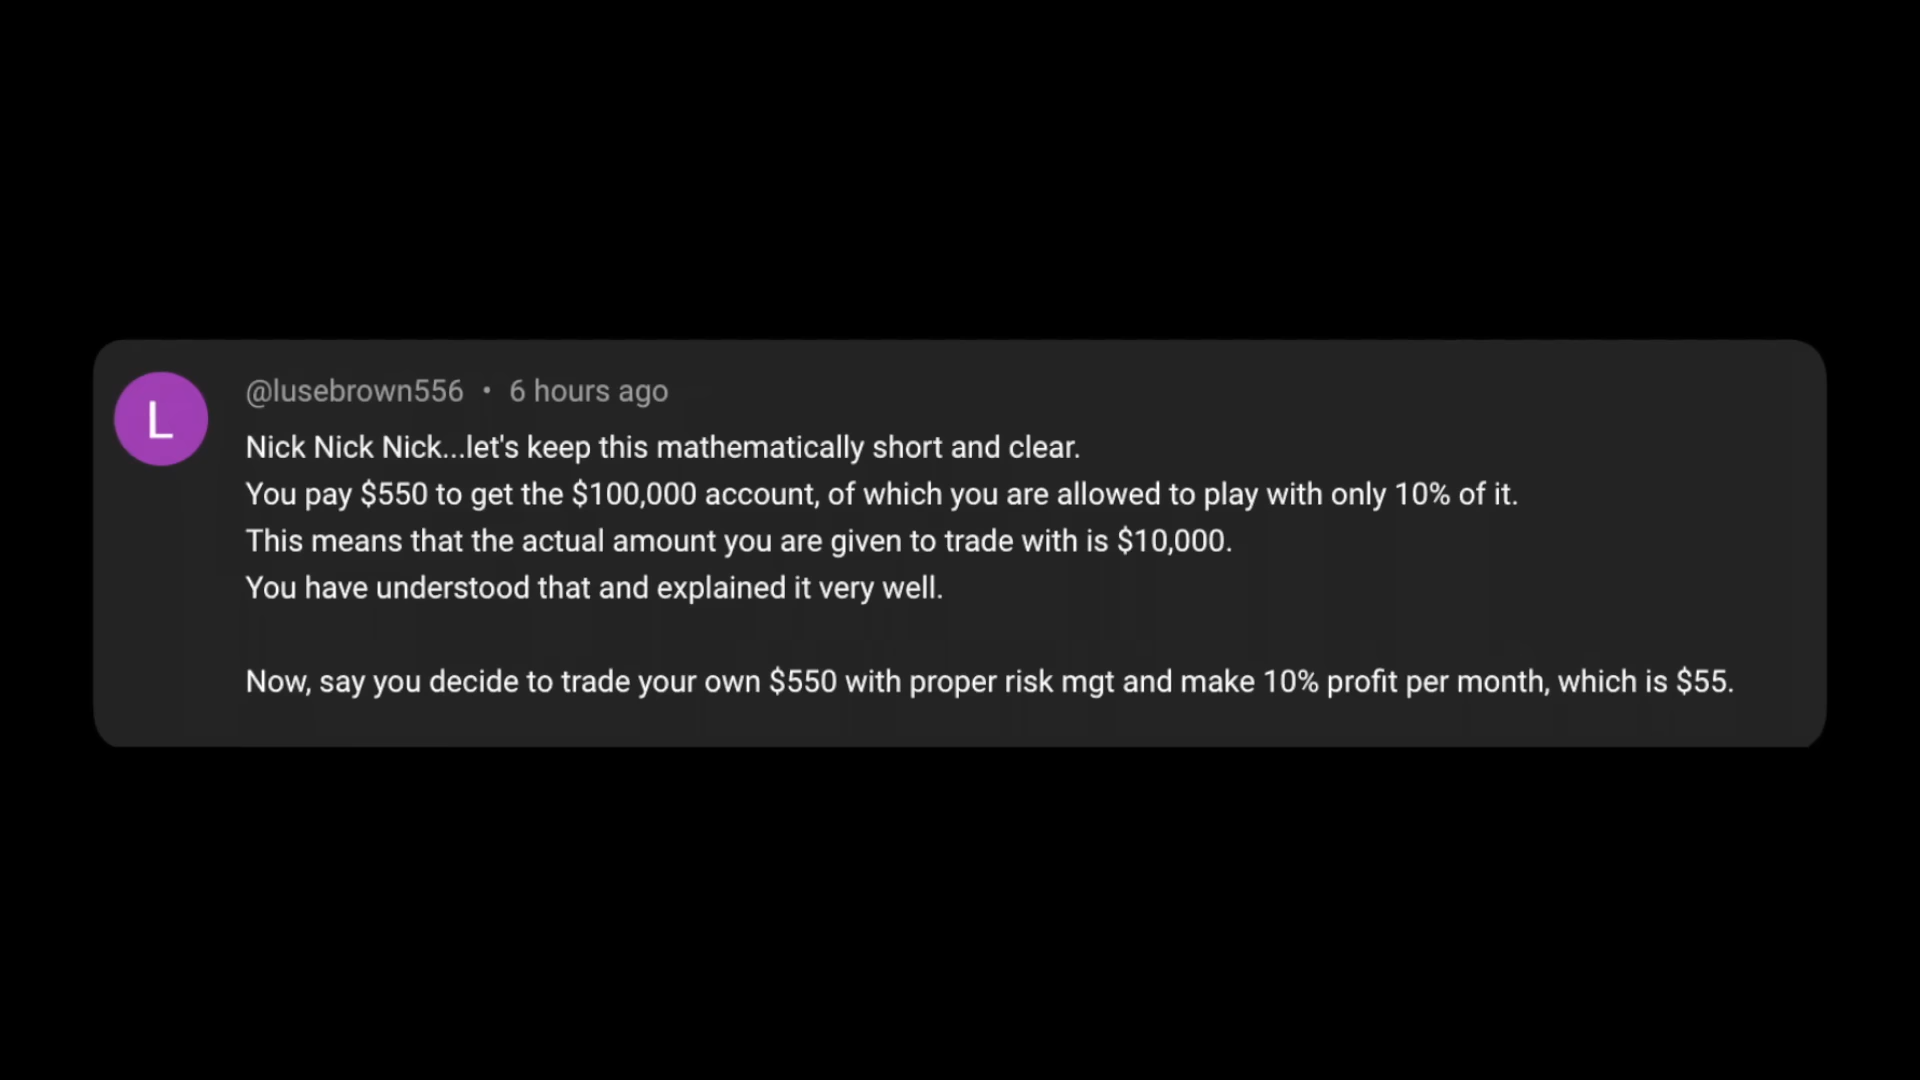 L
@lusebrown556 • 6 hours ago
Nick Nick Nick...let's keep this mathematically short and clear.
You pay $550 to get the $100,000 account, of which you are allowed to play with only 10% of it.
This means that the actual amount you are given to trade with is $10,000.
You have understood that and explained it very well.
Now, say you decide to trade your own $550 with proper risk mgt and make 10% profit per month, which is $55.